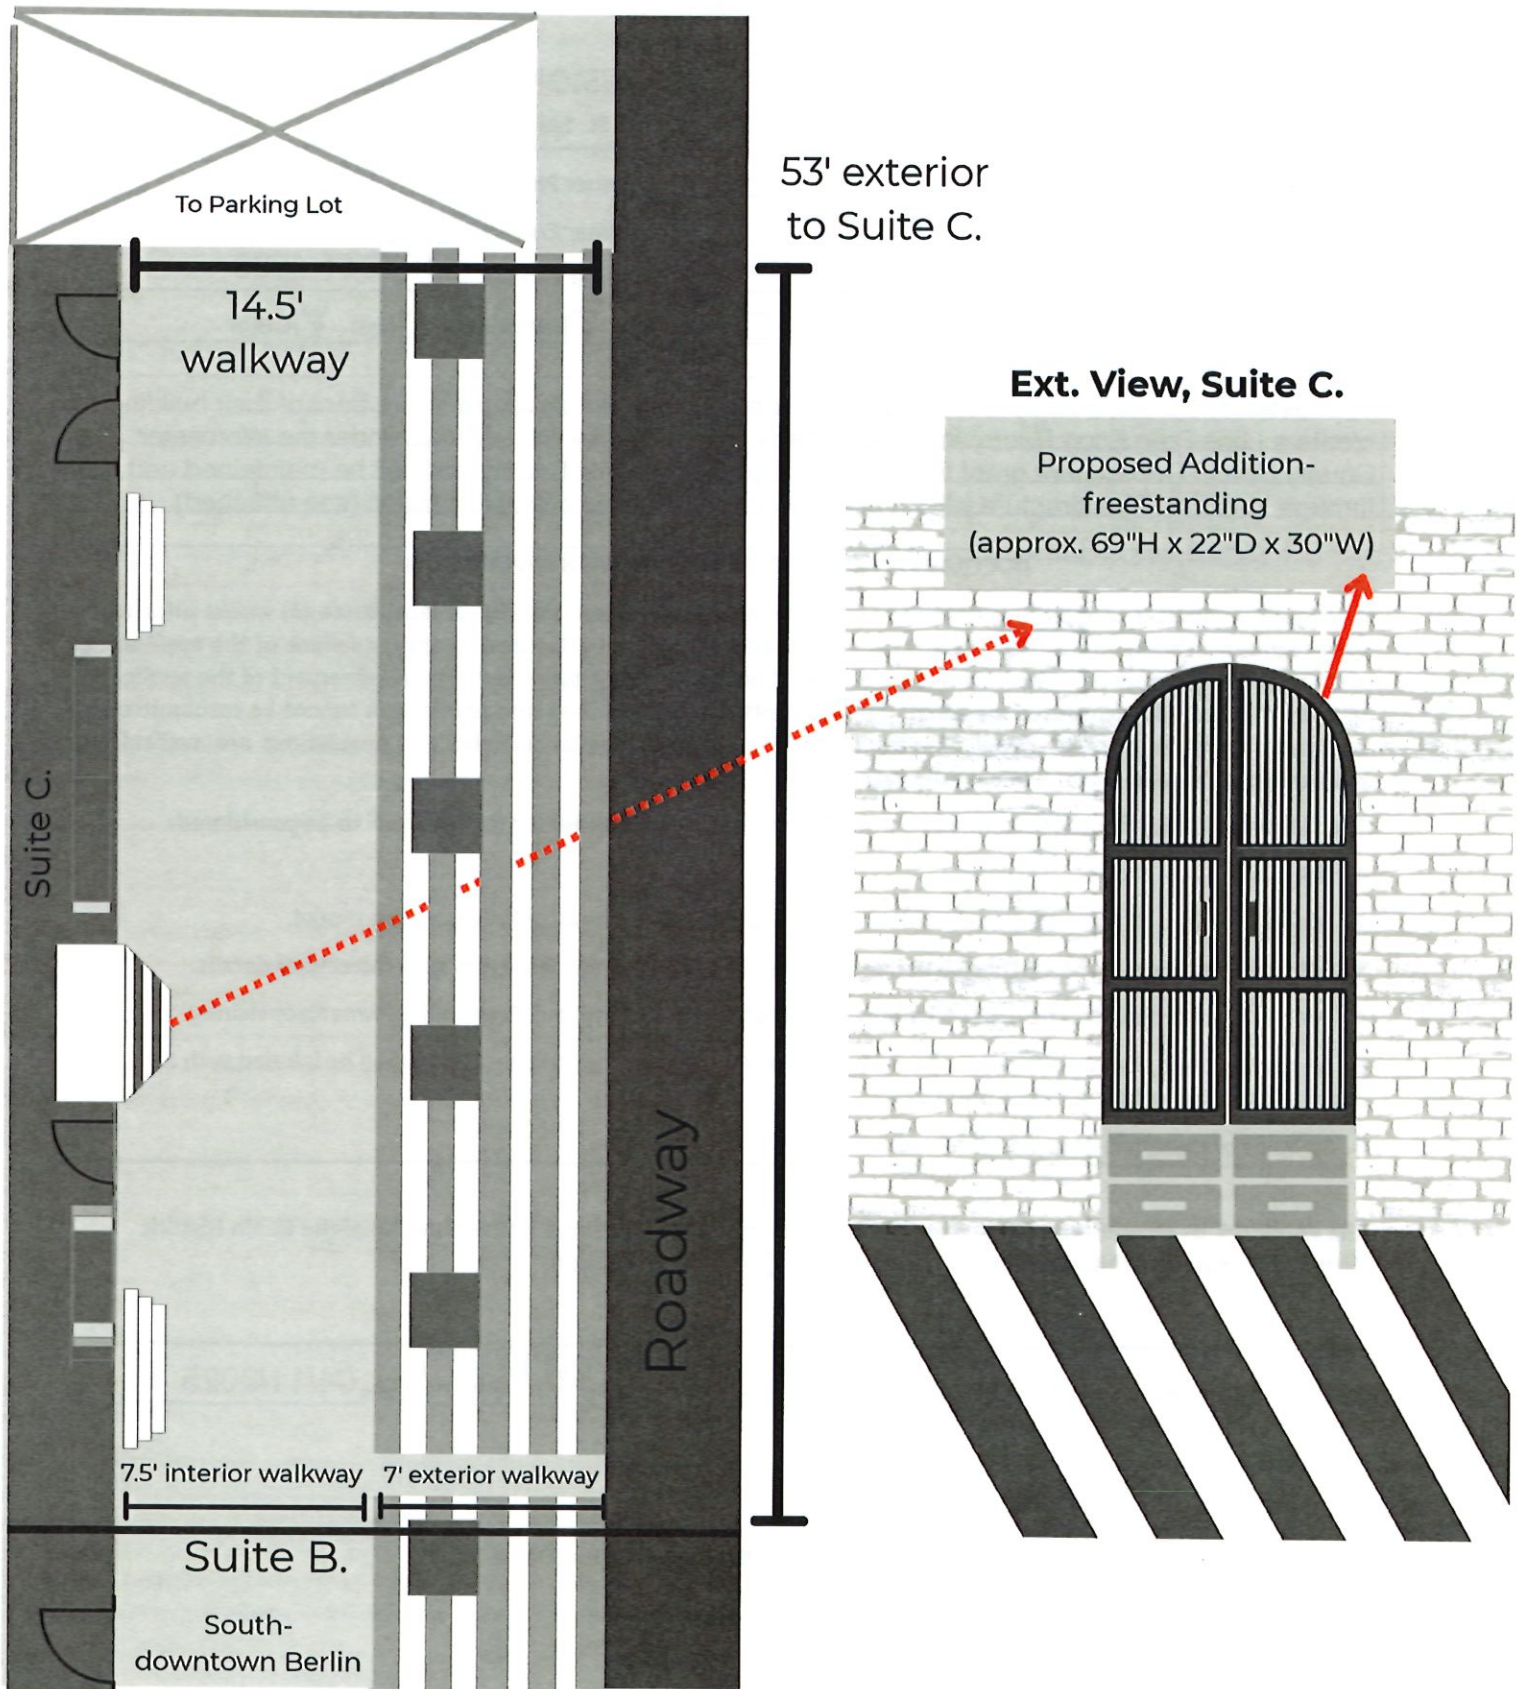 To Parking Lot
53' exterior
to Suite C.
14.5'
walkway
Ext. View, Suite C.
Proposed Addition-
freestanding
(approx. 69"H x 22"D x 30"W)
Suite C.
Roadway
7.5' interior walkway
7' exterior walkway
Suite B.
South-
downtown Berlin